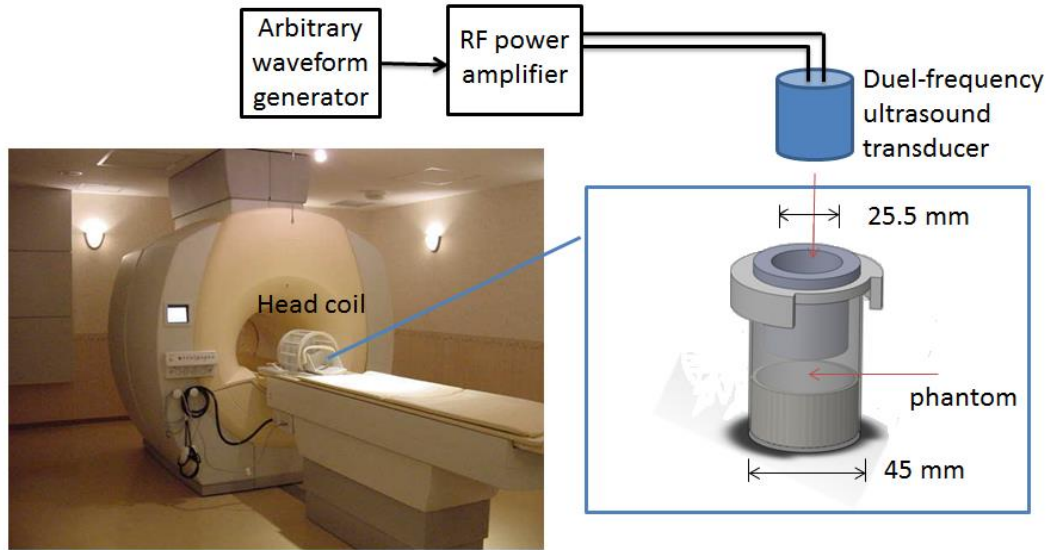 Arbitrary
waveform
generator
RF power
amplifier
Duel-frequency
ultrasound
transducer
25.5 mm
Head coil
phantom
45 mm